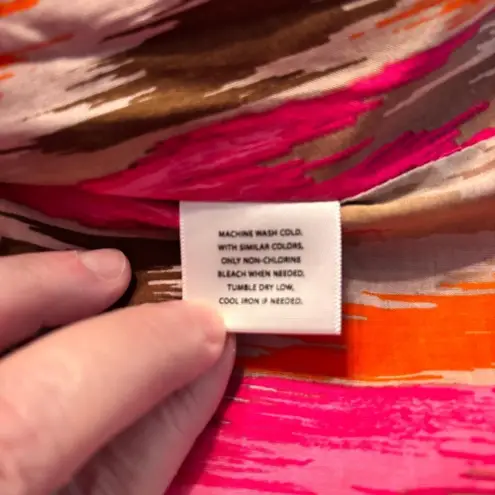 MACHINE WASH COLD.
WITH SIMILAR COLORS,
ONLY NON-CHLORINE
BLEACH WHEN NEEDED,
TUMBLE DRY LOW,
COOL IRON IF NEEDED.